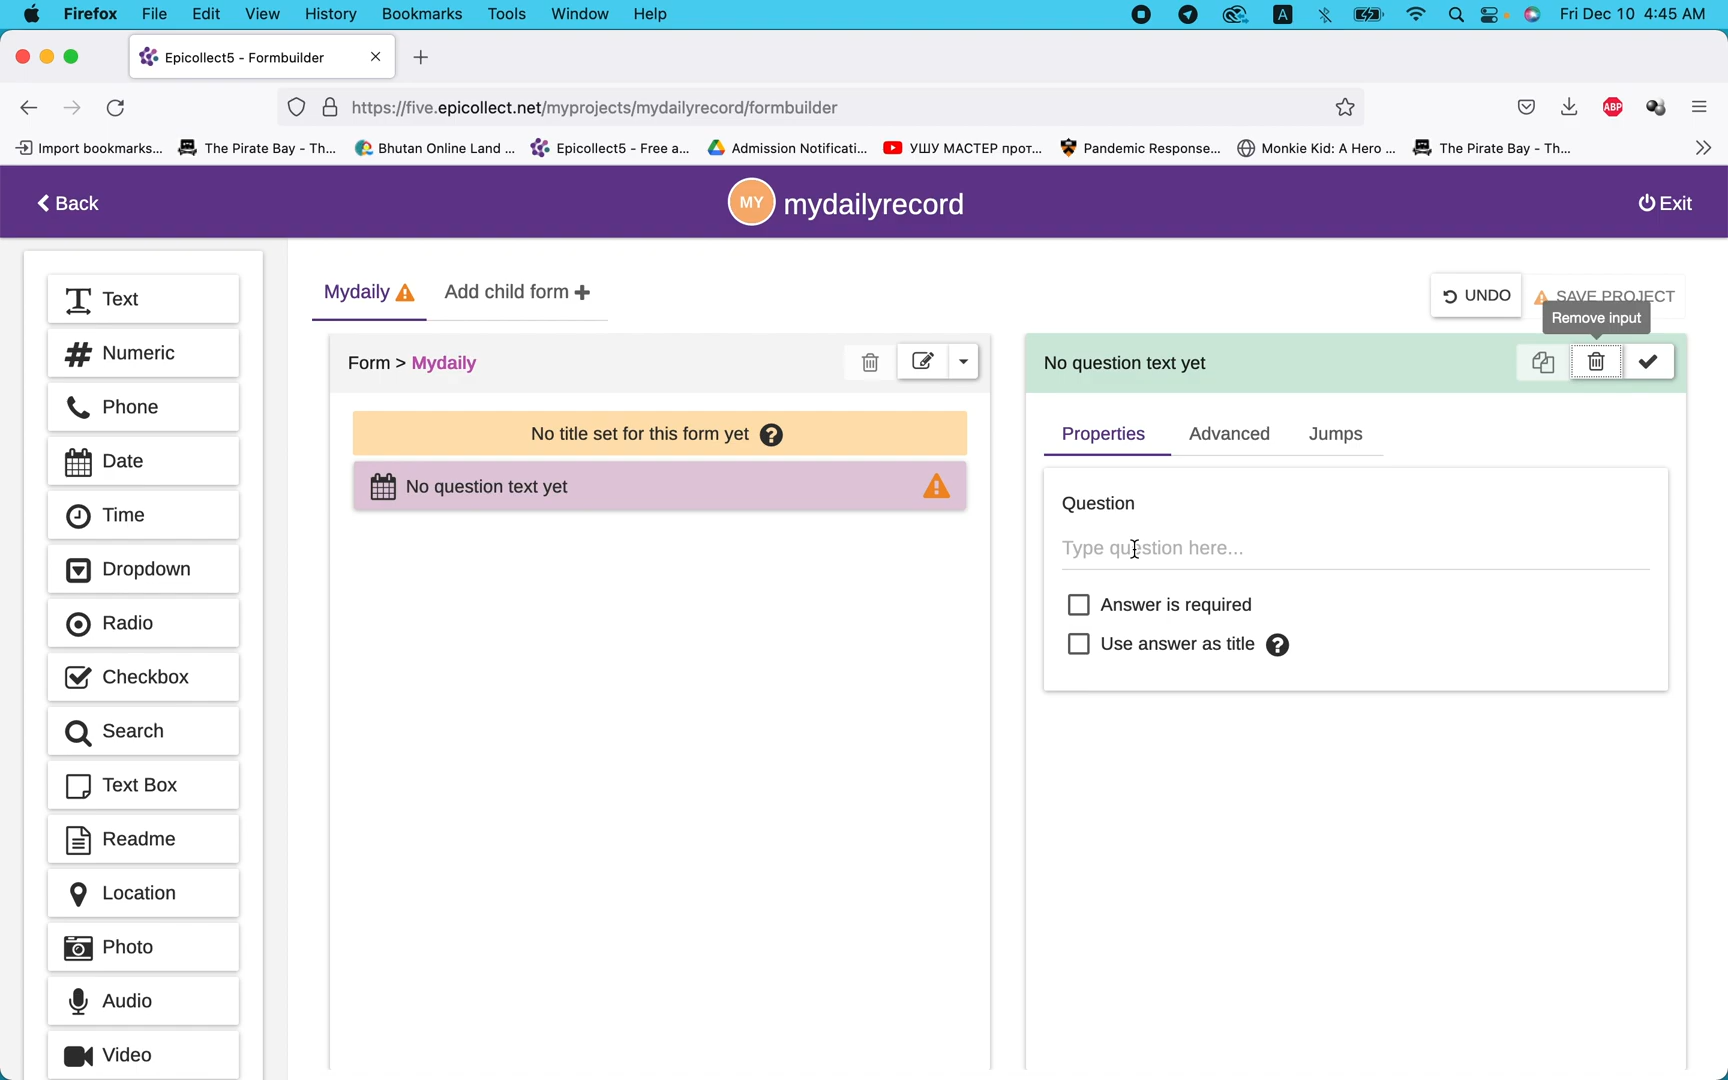 Firefox File Edit View History Bookmarks Tools Window Help A Fri Dec 10 4:45 AM
Epicollect5 - Formbuilder
https://five.epicollect.net/myprojects/mydailyrecord/formbuilder ABP
Import bookmarks... The Pirate Bay - Th... Bhutan Online Land ... Epicollect5 - Free a... Admission Notificati... УШУ МАСТЕР прот... Pandemic Response... Monkie Kid: A Hero ... The Pirate Bay - Th...
Back MY mydailyrecord Exit
Text
Numeric
Phone
Date
Time
Dropdown
Radio
Checkbox
Search
Text Box
Readme
Location
Photo
Audio
Video
Mydaily Add child form
UNDO SAVE PROJECT
Remove input
Form > Mydaily
No title set for this form yet
No question text yet
No question text yet
Properties Advanced Jumps
Question
Type question here...
Answer is required
Use answer as title